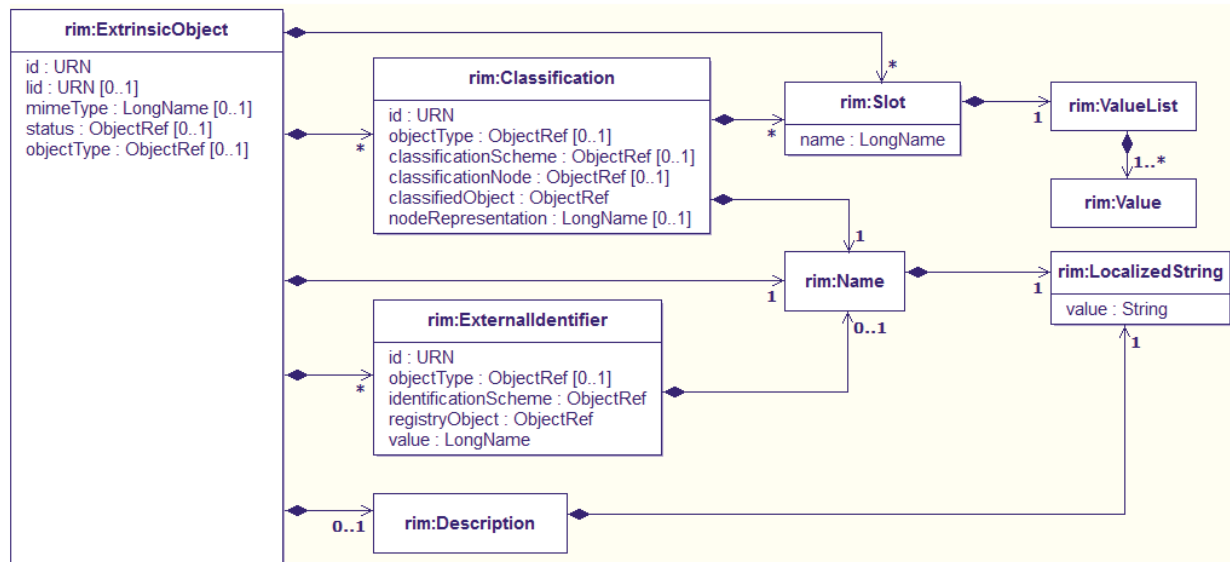 rim:ExtrinsicObject
id : URN
lid : URN [0..1]
mimeType : LongName [0..1]
status : ObjectRef [0..1]
objectType : ObjectRef [0..1]
*
rim:Classification
id : URN
objectType : ObjectRef [0..1]
classificationScheme : ObjectRef [0..1]
classificationNode : ObjectRef [0..1]
classifiedObject : ObjectRef
nodeRepresentation : LongName [0..1]
*
*
rim:Slot
name : LongName
1
rim:ValueList
1..*
rim:Value
1
1
rim:Name
0..1
1
rim:LocalizedString
value : String
1
*
rim:ExternalIdentifier
id : URN
objectType : ObjectRef [0..1]
identificationScheme : ObjectRef
registryObject : ObjectRef
value : LongName
0..1
rim:Description